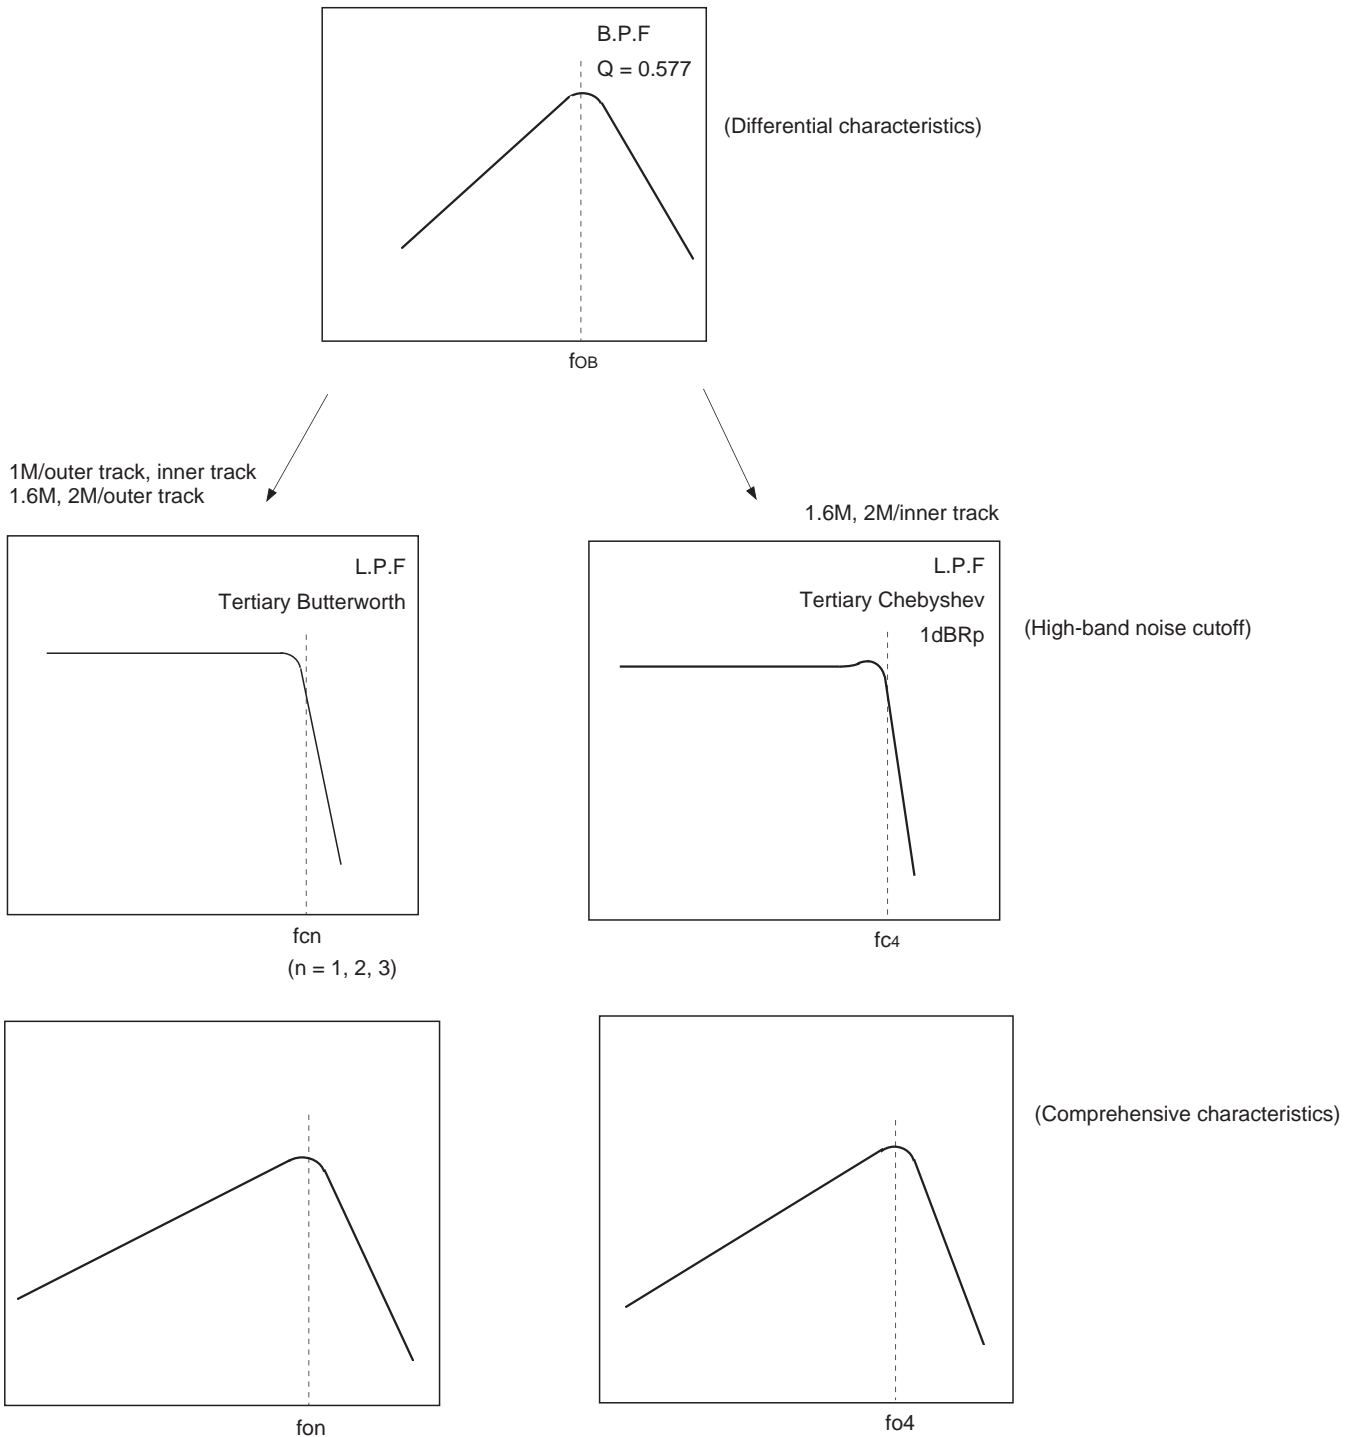 B.P.F
Q = 0.577
(Differential characteristics)
fOB
1M/outer track, inner track
1.6M, 2M/outer track
1.6M, 2M/inner track
L.P.F
Tertiary Butterworth
L.P.F
Tertiary Chebyshev
1dBRp
(High-band noise cutoff)
fcn
(n = 1, 2, 3)
fc4
(Comprehensive characteristics)
fon
fo4